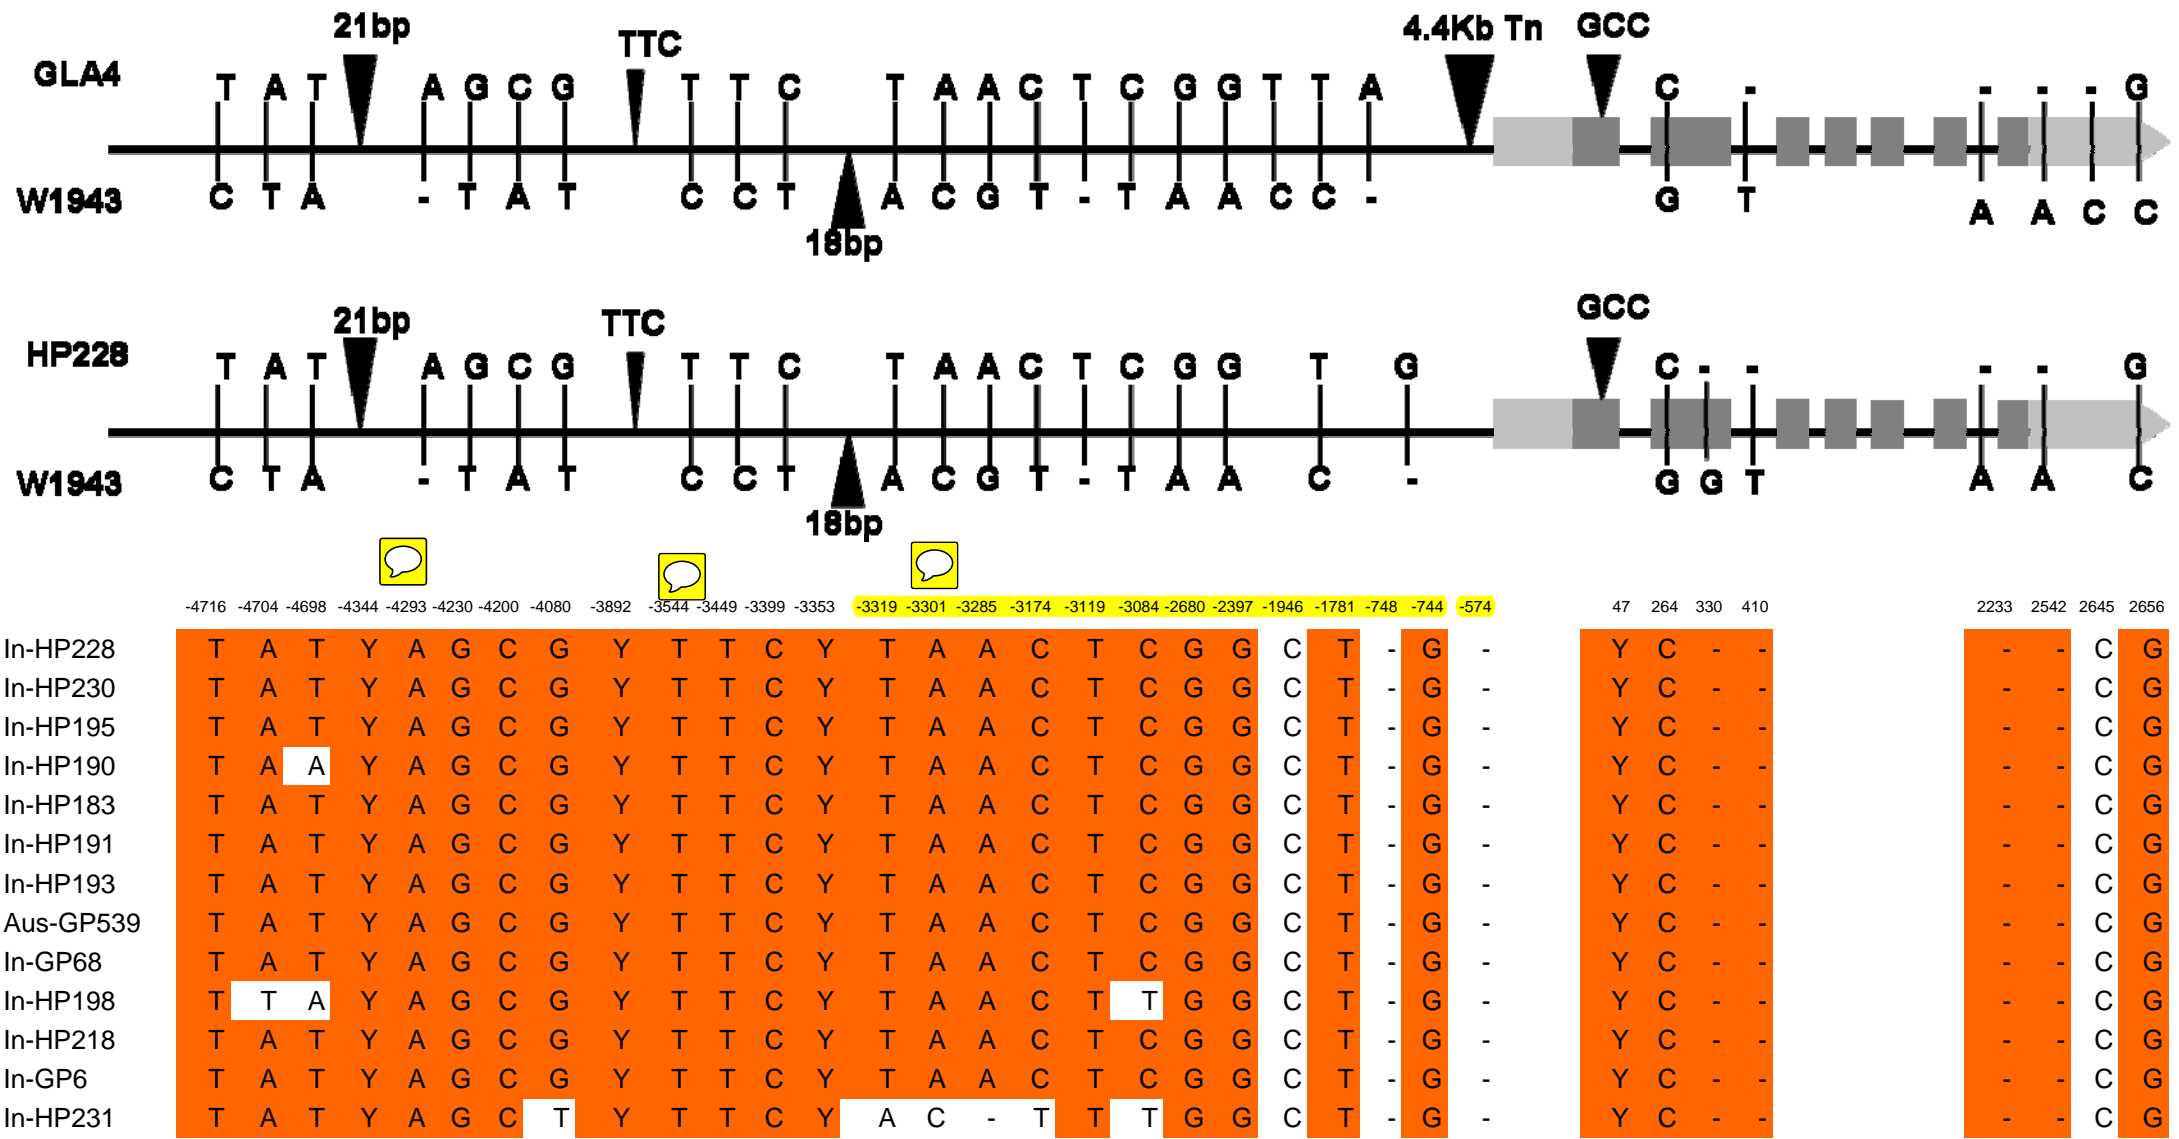 21bp TTC 4.4Kb Tn GCC
GLA4 T A T A G C G T T C T A A C T C G G T T A C - - - - G
W1943 C T A - T A T C C T A C G T - T A A C C - G T A A C C
18bp
21bp TTC GCC
HP228 T A T A G C G T T C T A A C T C G G T G C - - - - G
W1943 C T A - T A T C C T A C G T - T A A C - G G T A A C
18bp
-4716 -4704 -4698 -4344 -4293 -4230 -4200 -4080 -3892 -3544 -3449 -3399 -3353 -3319 -3301 -3285 -3174 -3119 -3084 -2680 -2397 -1946 -1781 -748 -744 -574 47 264 330 410 2233 2542 2645 2656
In-HP228 T A T Y A G C G Y T T C Y T A A C T C G G C T - G - Y C - - - - C G
In-HP230 T A T Y A G C G Y T T C Y T A A C T C G G C T - G - Y C - - - - C G
In-HP195 T A T Y A G C G Y T T C Y T A A C T C G G C T - G - Y C - - - - C G
In-HP190 T A A Y A G C G Y T T C Y T A A C T C G G C T - G - Y C - - - - C G
In-HP183 T A T Y A G C G Y T T C Y T A A C T C G G C T - G - Y C - - - - C G
In-HP191 T A T Y A G C G Y T T C Y T A A C T C G G C T - G - Y C - - - - C G
In-HP193 T A T Y A G C G Y T T C Y T A A C T C G G C T - G - Y C - - - - C G
Aus-GP539 T A T Y A G C G Y T T C Y T A A C T C G G C T - G - Y C - - - - C G
In-GP68 T A T Y A G C G Y T T C Y T A A C T C G G C T - G - Y C - - - - C G
In-HP198 T T A Y A G C G Y T T C Y T A A C T T G G C T - G - Y C - - - - C G
In-HP218 T A T Y A G C G Y T T C Y T A A C T C G G C T - G - Y C - - - - C G
In-GP6 T A T Y A G C G Y T T C Y T A A C T C G G C T - G - Y C - - - - C G
In-HP231 T A T Y A G C T Y T T C Y A C - T T T G G C T - G - Y C - - - - C G